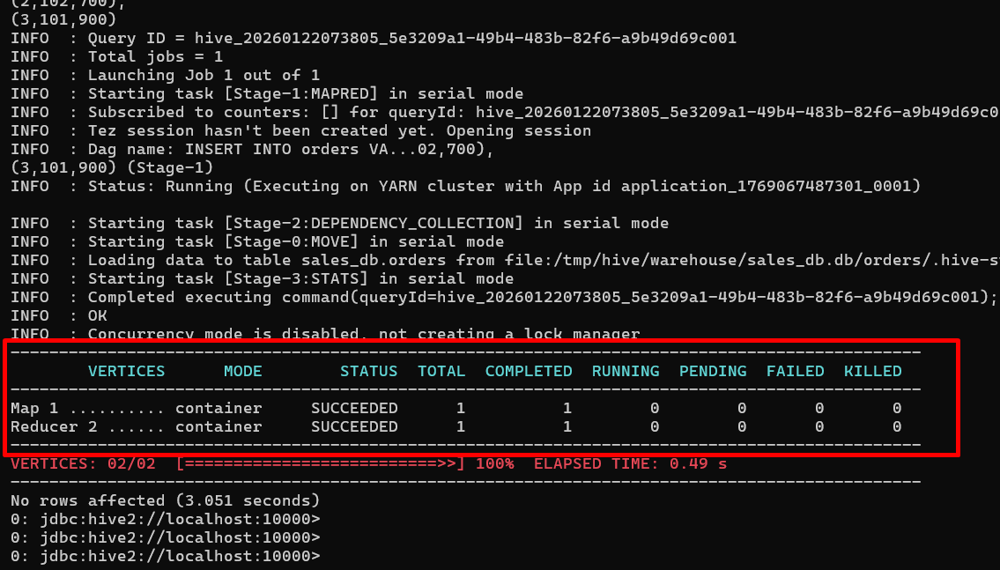 (2,102,700),
(3,101,900)
INFO  : Query ID = hive_20260122073805_5e3209a1-49b4-483b-82f6-a9b49d69c001
INFO  : Total jobs = 1
INFO  : Launching Job 1 out of 1
INFO  : Starting task [Stage-1:MAPRED] in serial mode
INFO  : Subscribed to counters: [] for queryId: hive_20260122073805_5e3209a1-49b4-483b-82f6-a9b49d69c0
INFO  : Tez session hasn't been created yet. Opening session
INFO  : Dag name: INSERT INTO orders VA...02,700),
(3,101,900) (Stage-1)
INFO  : Status: Running (Executing on YARN cluster with App id application_1769067487301_0001)
INFO  : Starting task [Stage-2:DEPENDENCY_COLLECTION] in serial mode
INFO  : Starting task [Stage-0:MOVE] in serial mode
INFO  : Loading data to table sales_db.orders from file:/tmp/hive/warehouse/sales_db.db/orders/.hive-s
INFO  : Starting task [Stage-3:STATS] in serial mode
INFO  : Completed executing command(queryId=hive_20260122073805_5e3209a1-49b4-483b-82f6-a9b49d69c001);
INFO  : OK
INFO  : Concurrency mode is disabled, not creating a lock manager
----------------------------------------------------------------------------------------------
        VERTICES      MODE        STATUS  TOTAL  COMPLETED  RUNNING  PENDING  FAILED  KILLED
----------------------------------------------------------------------------------------------
Map 1 .......... container     SUCCEEDED      1          1        0        0       0       0
Reducer 2 ...... container     SUCCEEDED      1          1        0        0       0       0
----------------------------------------------------------------------------------------------
VERTICES: 02/02  [==========================>>] 100%  ELAPSED TIME: 0.49 s
----------------------------------------------------------------------------------------------
No rows affected (3.051 seconds)
0: jdbc:hive2://localhost:10000>
0: jdbc:hive2://localhost:10000>
0: jdbc:hive2://localhost:10000>